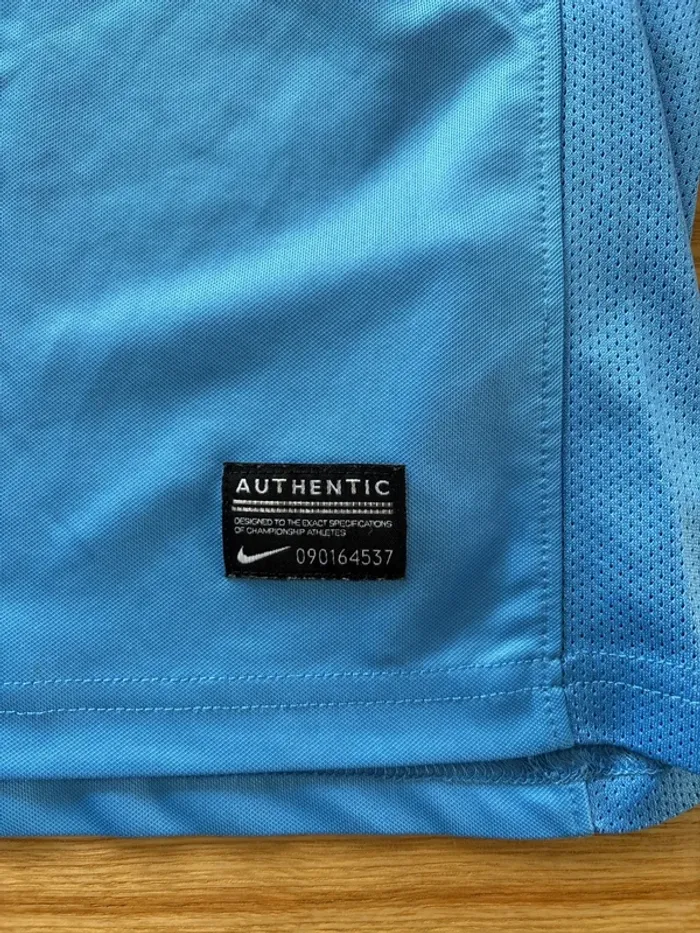 AUTHENTIC
DESIGNED TO THE EXACT SPECIFICATIONS
OF CHAMPIONSHIP ATHLETES
090164537